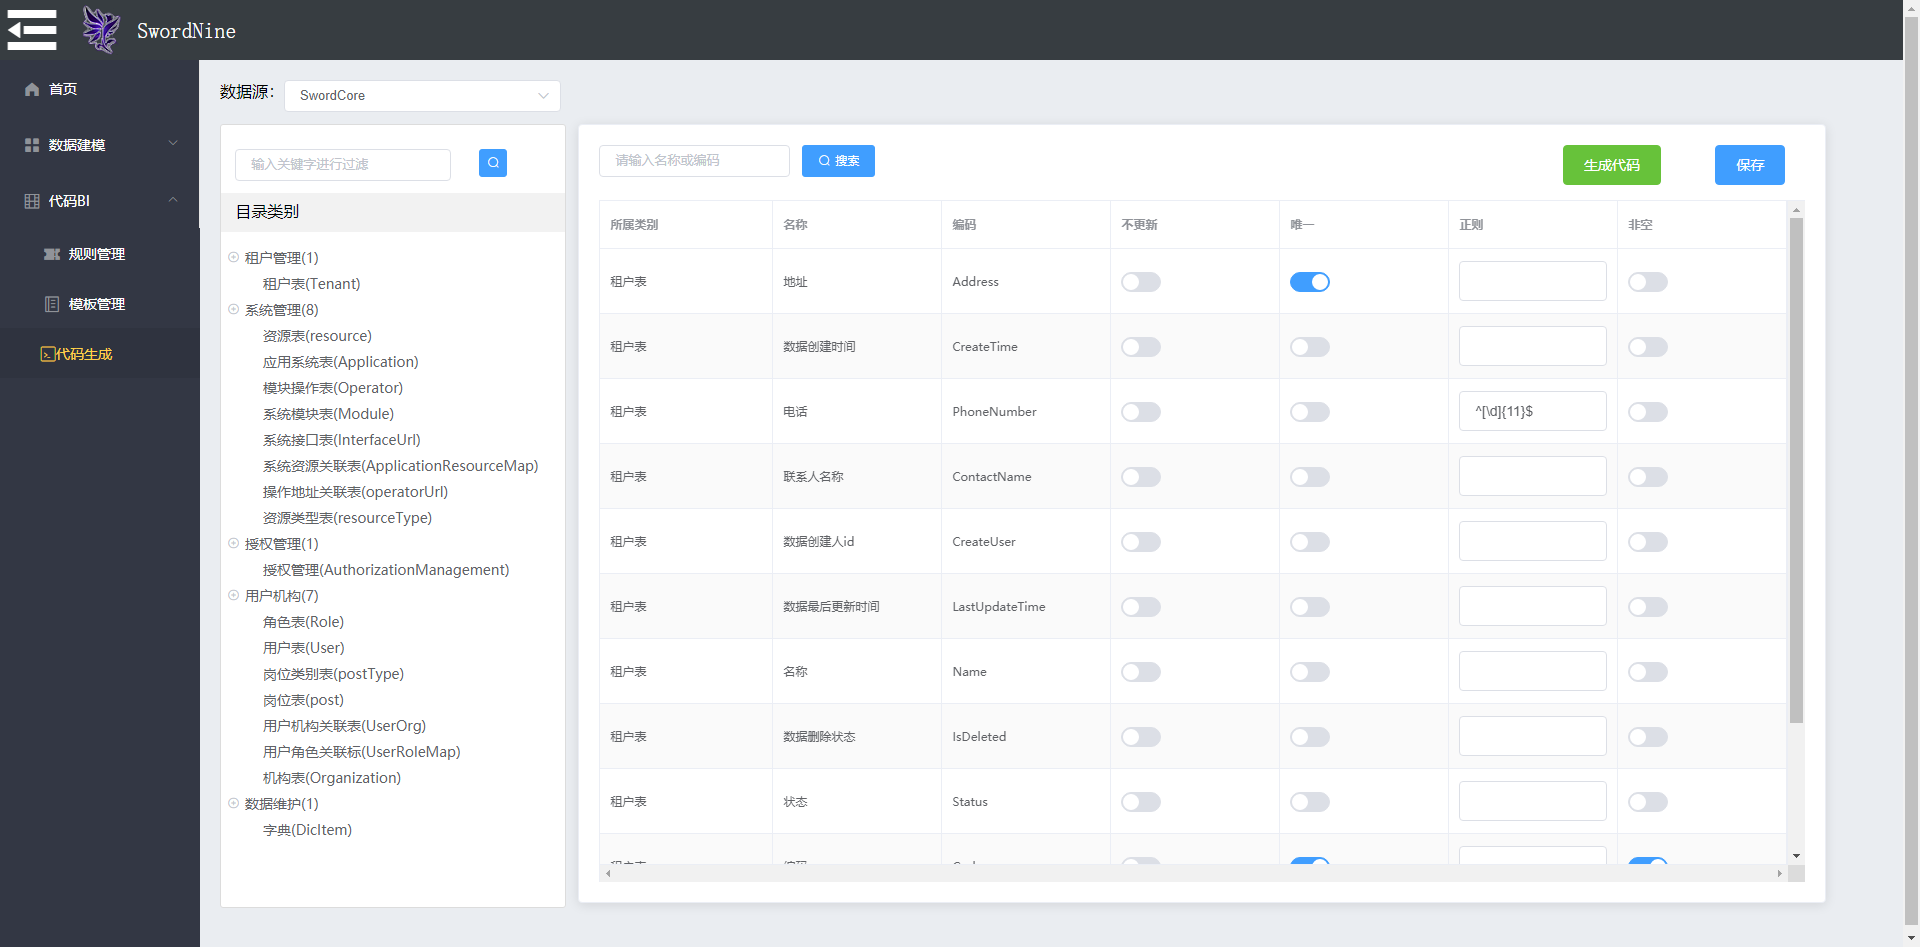 SwordNine
首页
数据建模
代码BI
规则管理
模板管理
代码生成
数据源:
SwordCore
输入关键字进行过滤
目录类别
租户管理(1)
租户表(Tenant)
系统管理(8)
资源表(resource)
应用系统表(Application)
模块操作表(Operator)
系统模块表(Module)
系统接口表(InterfaceUrl)
系统资源关联表(ApplicationResourceMap)
操作地址关联表(operatorUrl)
资源类型表(resourceType)
授权管理(1)
授权管理(AuthorizationManagement)
用户机构(7)
角色表(Role)
用户表(User)
岗位类别表(postType)
岗位表(post)
用户机构关联表(UserOrg)
用户角色关联标(UserRoleMap)
机构表(Organization)
数据维护(1)
字典(DicItem)
请输入名称或编码 搜索 生成代码 保存
所属类别 名称 编码 不更新 唯一 正则 非空
租户表 地址 Address
租户表 数据创建时间 CreateTime
租户表 电话 PhoneNumber ^[\d]{11}$
租户表 联系人名称 ContactName
租户表 数据创建人id CreateUser
租户表 数据最后更新时间 LastUpdateTime
租户表 名称 Name
租户表 数据删除状态 IsDeleted
租户表 状态 Status